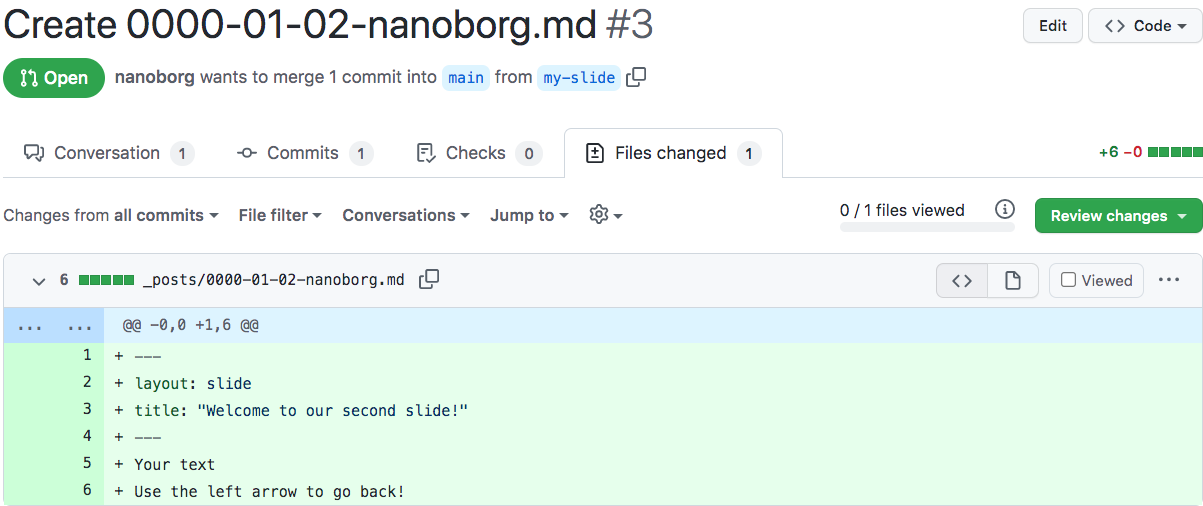 Create 0000-01-02-nanoborg.md #3
Edit
Code
Open
nanoborg wants to merge 1 commit into main from my-slide
Conversation 1
Commits 1
Checks 0
Files changed 1
+6 −0
Changes from all commits
File filter
Conversations
Jump to
0 / 1 files viewed
Review changes
6 _posts/0000-01-02-nanoborg.md
Viewed
... ... @@ -0,0 +1,6 @@
1 + ---
2 + layout: slide
3 + title: "Welcome to our second slide!"
4 + ---
5 + Your text
6 + Use the left arrow to go back!